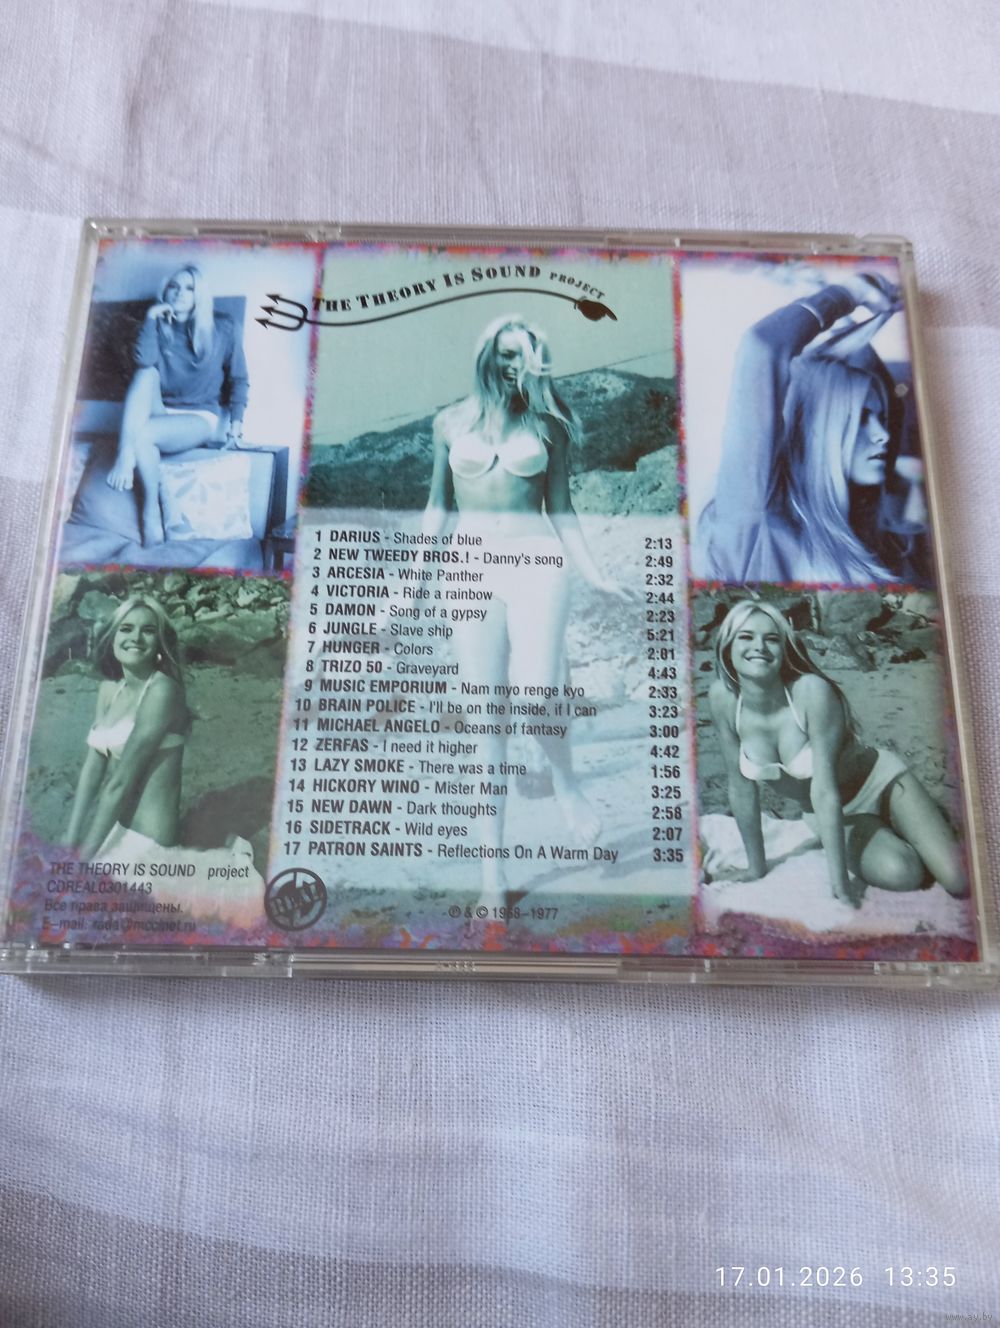 THE THEORY IS SOUND PROJECT
1 DARIUS - Shades of blue 2:13
2 NEW TWEEDY BROS.! - Danny's song 2:49
3 ARCESIA - White Panther 2:32
4 VICTORIA - Ride a rainbow 2:44
5 DAMON - Song of a gypsy 2:23
6 JUNGLE - Slave ship 5:21
7 HUNGER - Colors 2:01
8 TRIZO 50 - Graveyard 4:43
9 MUSIC EMPORIUM - Nam myo renge kyo 2:33
10 BRAIN POLICE - I'll be on the inside, if I can 3:23
11 MICHAEL ANGELO - Oceans of fantasy 3:00
12 ZERFAS - I need it higher 4:42
13 LAZY SMOKE - There was a time 1:56
14 HICKORY WINO - Mister Man 3:25
15 NEW DAWN - Dark thoughts 2:58
16 SIDETRACK - Wild eyes 2:07
17 PATRON SAINTS - Reflections On A Warm Day 3:35
THE THEORY IS SOUND project
CDREAL0301443
Все права защищены.
E-mail: rada@mccinet.ru
REAL
℗ & © 1968-1977
17.01.2026 13:35
www.ay.by